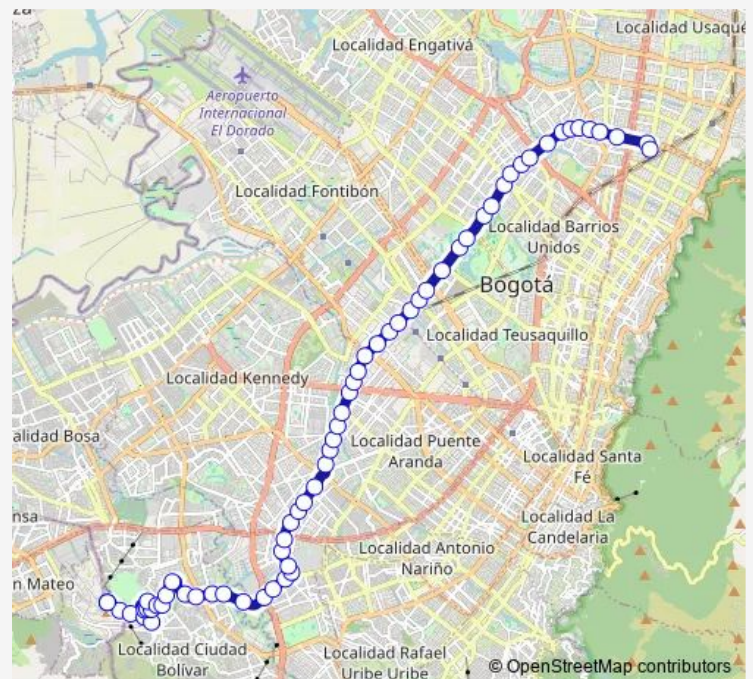 za
Localidad Usaqué
Localidad Engativá
Aeropuerto
Internacional
El Dorado
Localidad Fontibón
Localidad Barrios
Unidos
Bogotá
Localidad Teusaquillo
Localidad Kennedy
alidad Bosa
Localidad Puente
Aranda
Localidad Santa
Fé
nsa
Localidad La
Candelaria
Localidad Antonio
Nariño
n Mateo
Localidad Ciudad
Bolívar
Localidad Rafael
Uribe Uribe
© OpenStreetMap contributors